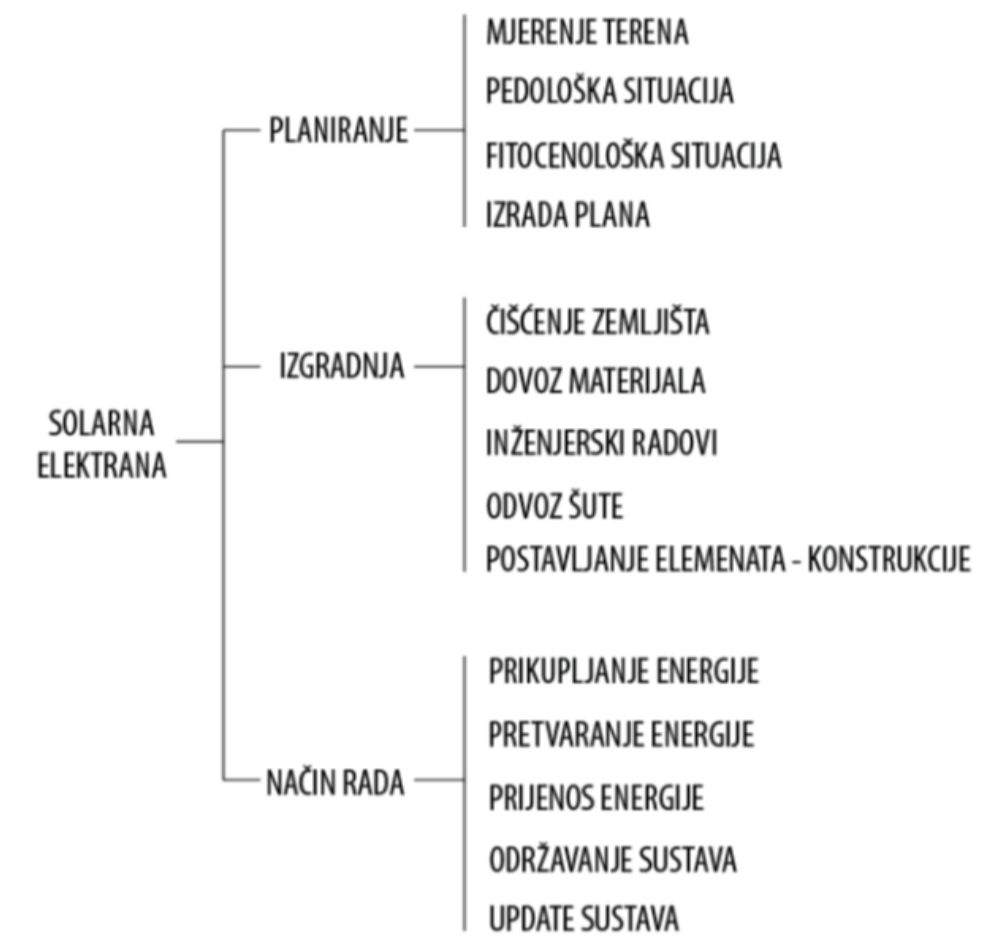 SOLARNA
ELEKTRANA
PLANIRANJE
MJERENJE TERENA
PEDOLOŠKA SITUACIJA
FITOCENOLOŠKA SITUACIJA
IZRADA PLANA
IZGRADNJA
ČIŠĆENJE ZEMLJIŠTA
DOVOZ MATERIJALA
INŽENJERSKI RADOVI
ODVOZ ŠUTE
POSTAVLJANJE ELEMENATA - KONSTRUKCIJE
NAČIN RADA
PRIKUPLJANJE ENERGIJE
PRETVARANJE ENERGIJE
PRIJENOS ENERGIJE
ODRŽAVANJE SUSTAVA
UPDATE SUSTAVA